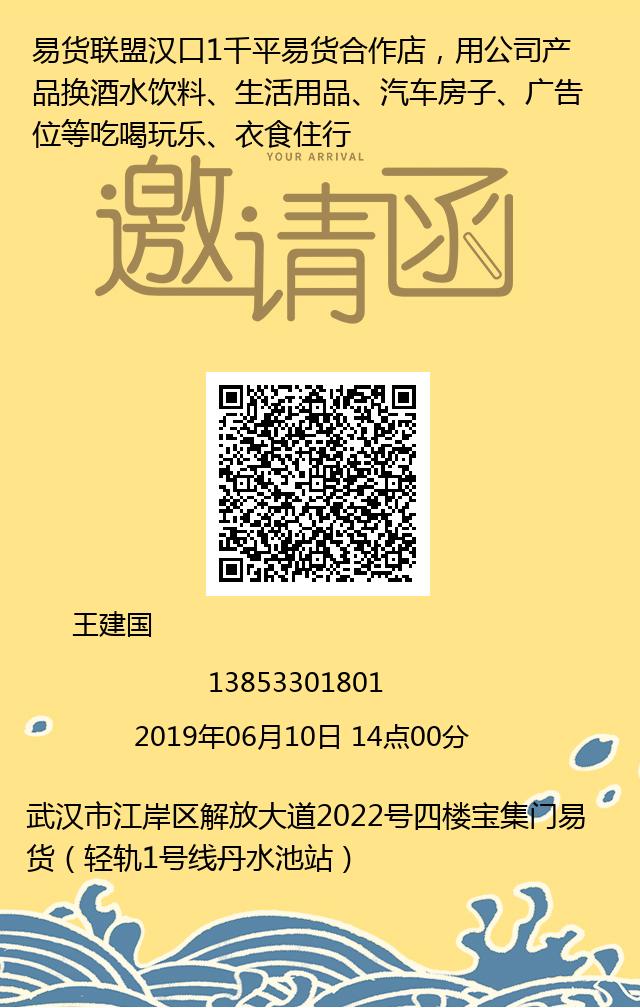 易货联盟汉口1千平易货合作店，用公司产
品换酒水饮料、生活用品、汽车房子、广告
位等吃喝玩乐、衣食住行
YOUR ARRIVAL
邀请函
王建国
13853301801
2019年06月10日 14点00分
武汉市江岸区解放大道2022号四楼宝集门易
货（轻轨1号线丹水池站）